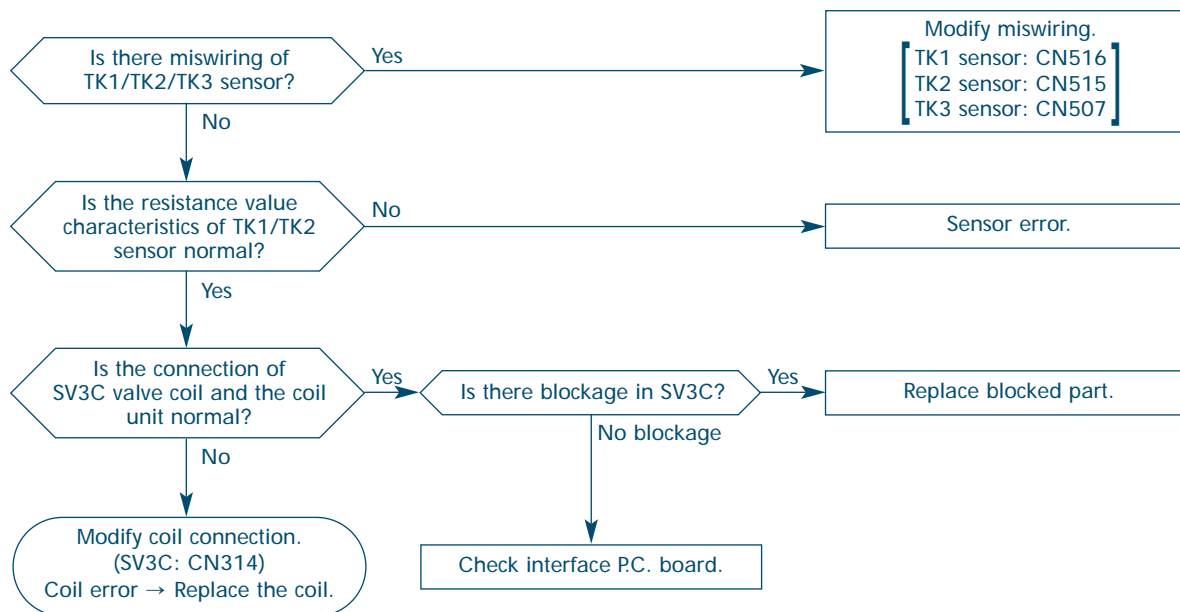 Is there miswiring of
TK1/TK2/TK3 sensor?
Yes
Modify miswiring.
TK1 sensor: CN516
TK2 sensor: CN515
TK3 sensor: CN507
No
Is the resistance value
characteristics of TK1/TK2
sensor normal?
No
Sensor error.
Yes
Is the connection of
SV3C valve coil and the coil
unit normal?
Yes
Is there blockage in SV3C?
Yes
Replace blocked part.
No
No blockage
Modify coil connection.
(SV3C: CN314)
Coil error → Replace the coil.
Check interface P.C. board.